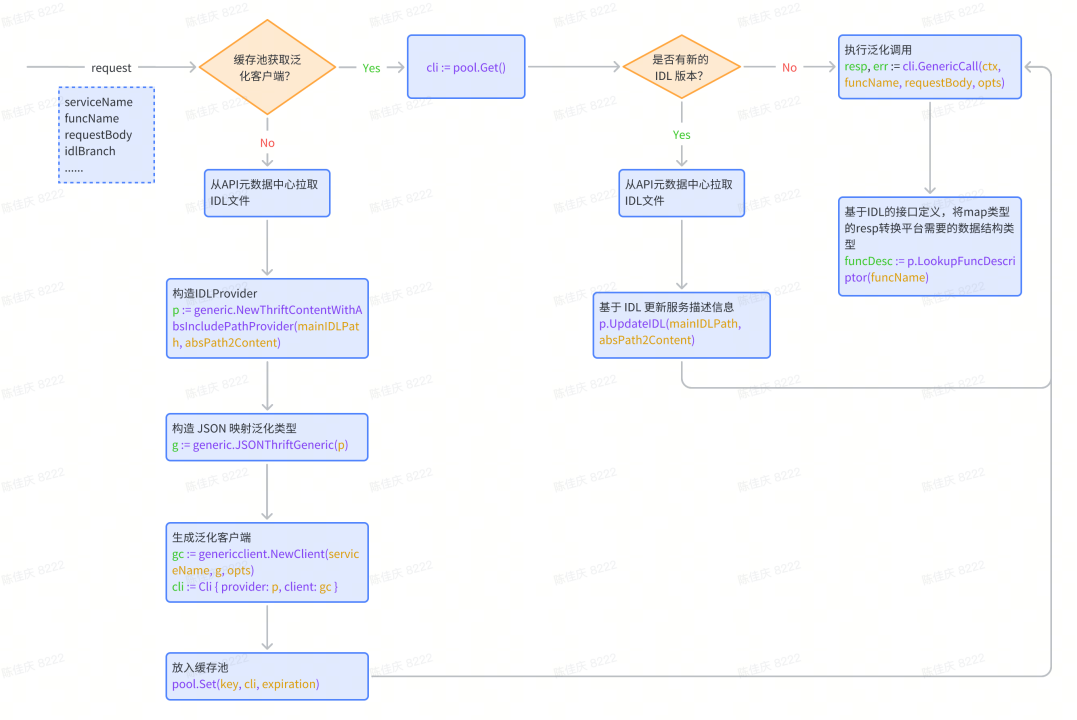 request
serviceName
funcName
requestBody
idlBranch
......
缓存池获取泛
化客户端？
Yes
No
cli := pool.Get()
从API元数据中心拉取
IDL文件
构造IDLProvider
p := generic.NewThriftContentWithA
bsIncludePathProvider(mainIDLPat
h, absPath2Content)
构造 JSON 映射泛化类型
g := generic.JSONThriftGeneric(p)
生成泛化客户端
gc := genericclient.NewClient(servic
eName, g, opts)
cli := Cli { provider: p, client: gc }
放入缓存池
pool.Set(key, cli, expiration)
是否有新的
IDL 版本？
No
Yes
从API元数据中心拉取
IDL文件
基于 IDL 更新服务描述信息
p.UpdateIDL(mainIDLPath,
absPath2Content)
执行泛化调用
resp, err := cli.GenericCall(ctx,
funcName, requestBody, opts)
基于IDL的接口定义，将map类型
的resp转换平台需要的数据结构类
型
funcDesc := p.LookupFuncDescri
ptor(funcName)
陈佳庆 8222